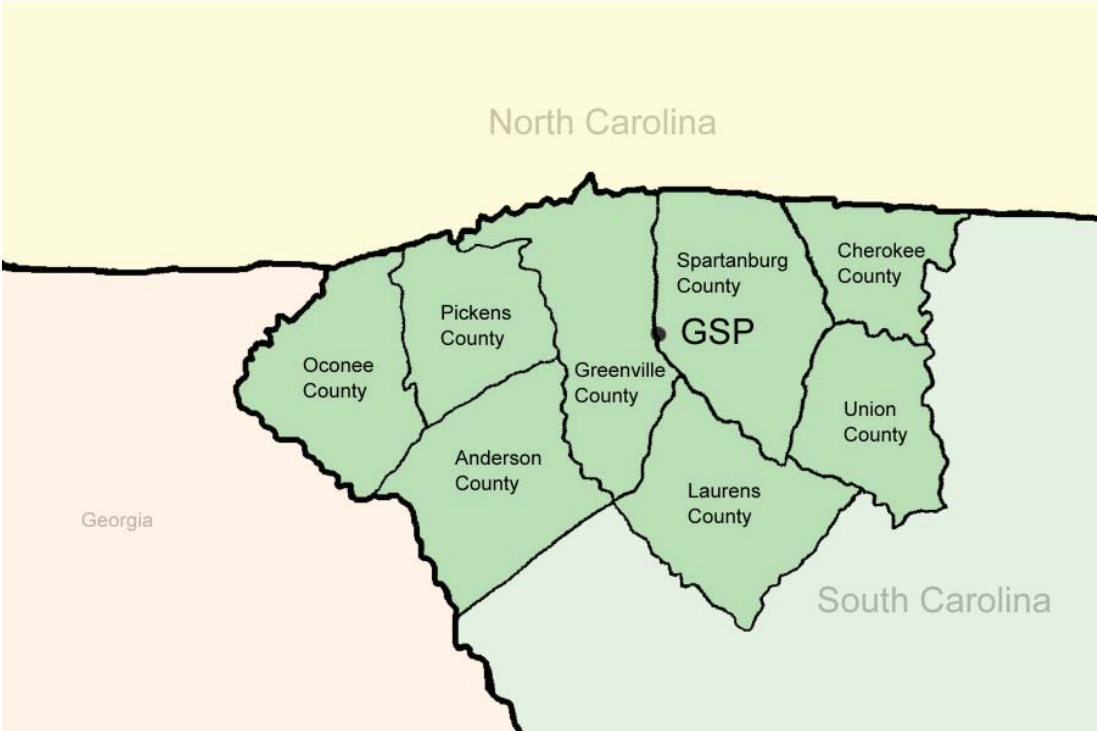 North Carolina
Spartanburg
County
Cherokee
County
Pickens
County
GSP
Oconee
County
Greenville
County
Union
County
Anderson
County
Laurens
County
Georgia
South Carolina